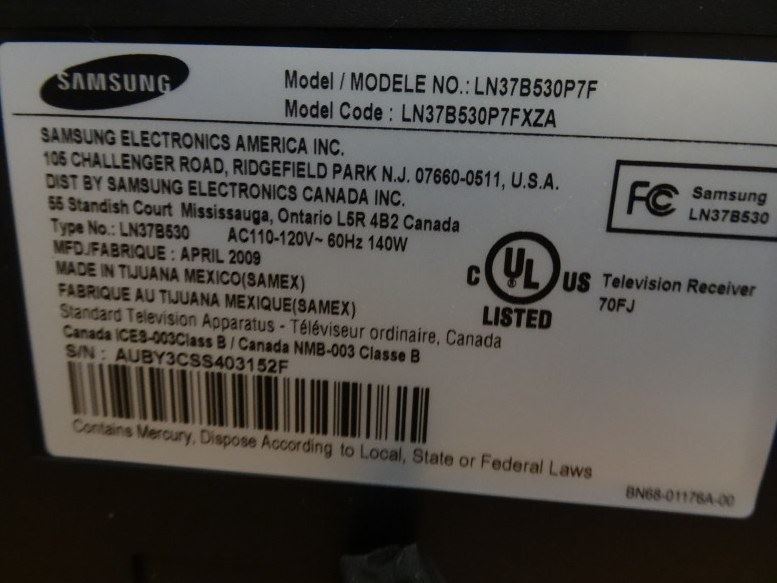 SAMSUNG
Model / MODELE NO.: LN37B530P7F
Model Code : LN37B530P7FXZA
SAMSUNG ELECTRONICS AMERICA INC.
105 CHALLENGER ROAD, RIDGEFIELD PARK N.J. 07660-0511, U.S.A.
DIST BY SAMSUNG ELECTRONICS CANADA INC.
55 Standish Court Mississauga, Ontario L5R 4B2 Canada
Type No.: LN37B530 AC110-120V~ 60Hz 140W
MFD./FABRIQUE : APRIL 2009
MADE IN TIJUANA MEXICO(SAMEX)
FABRIQUE AU TIJUANA MEXIQUE(SAMEX)
Standard Television Apparatus - Téléviseur ordinaire, Canada
Canada ICES-003Class B / Canada NMB-003 Classe B
S/N : AUBY3CSS403152F
Contains Mercury, Dispose According to Local, State or Federal Laws
FC Samsung
LN37B530
C UL ® US
LISTED
Television Receiver
70FJ
BN68-01176A-00